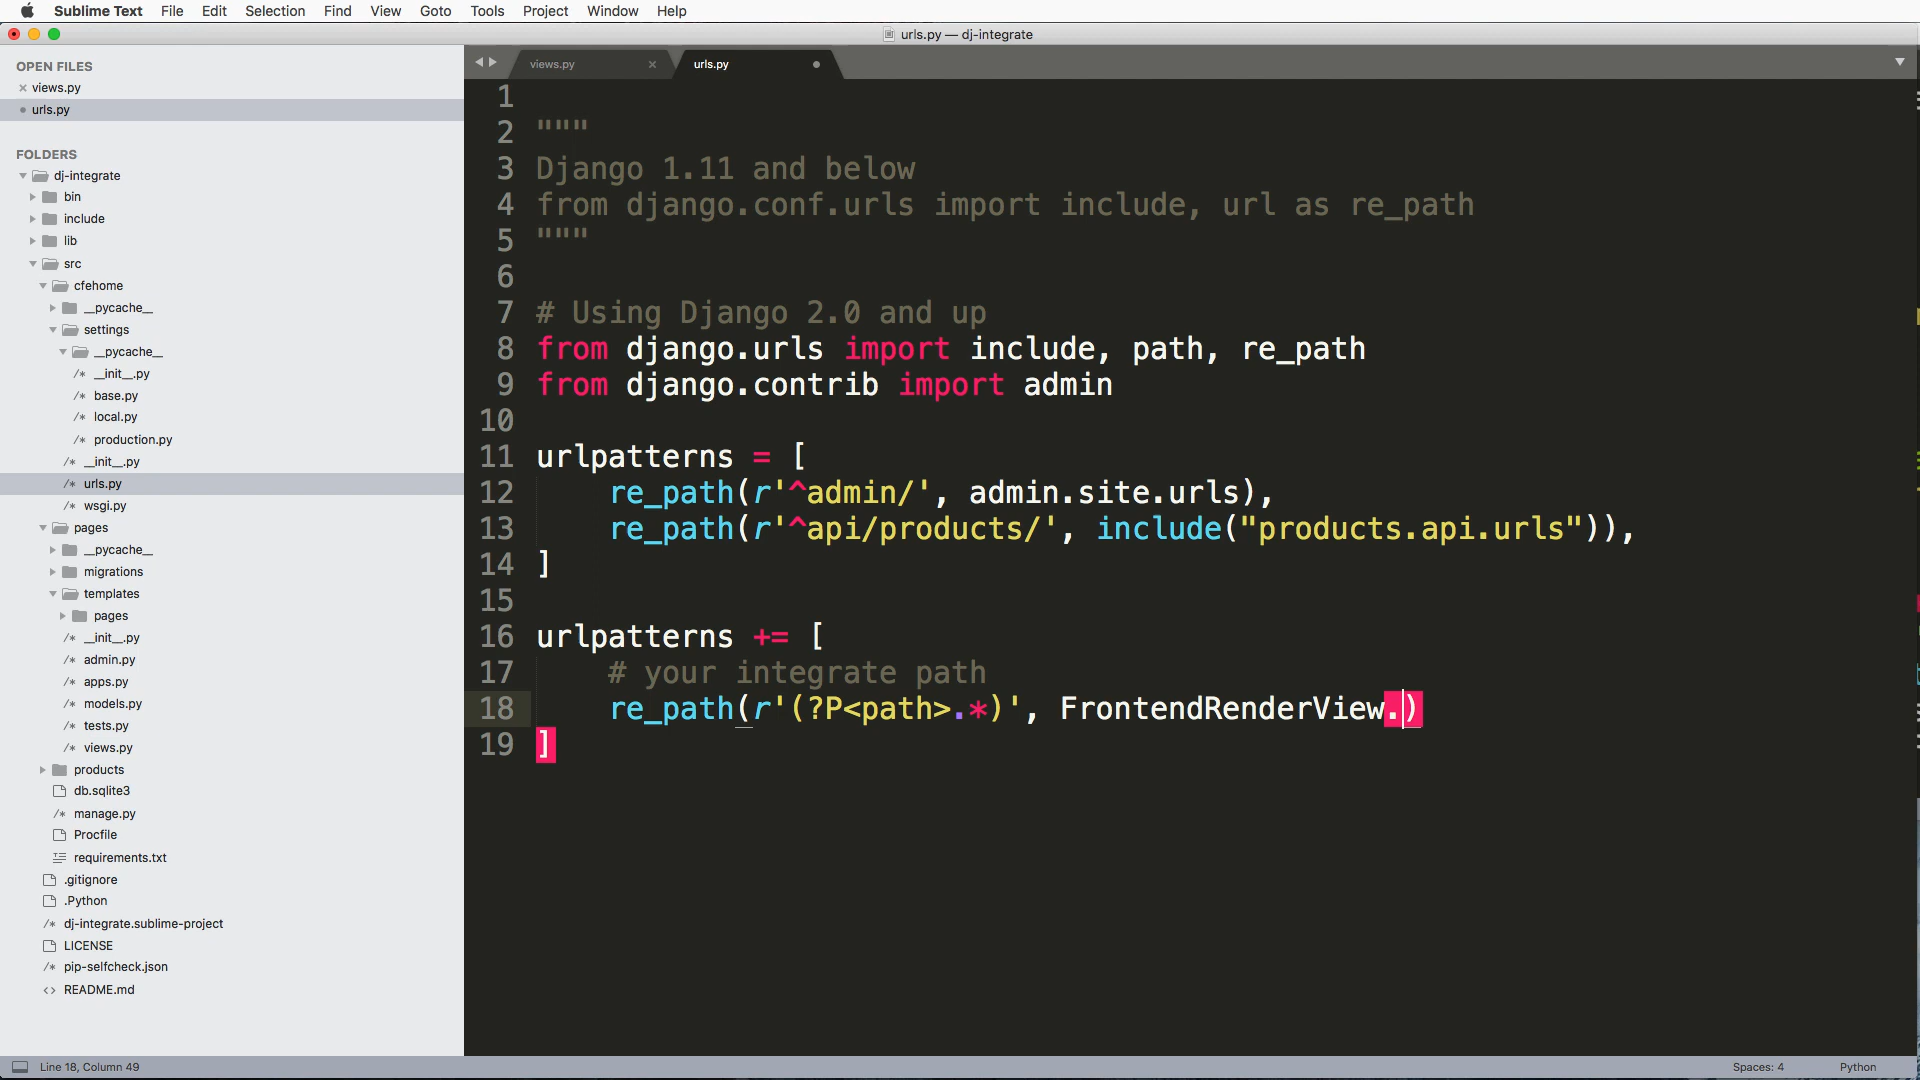 Sublime Text File Edit Selection Find View Goto Tools Project Window Help
urls.py — dj-integrate
OPEN FILES
views.py
urls.py
FOLDERS
dj-integrate
bin
include
lib
src
cfehome
__pycache__
settings
__pycache__
/* __init__.py
/* base.py
/* local.py
/* production.py
/* __init__.py
/* urls.py
/* wsgi.py
pages
__pycache__
migrations
templates
pages
/* __init__.py
/* admin.py
/* apps.py
/* models.py
/* tests.py
/* views.py
products
db.sqlite3
/* manage.py
Procfile
requirements.txt
.gitignore
.Python
/* dj-integrate.sublime-project
LICENSE
/* pip-selfcheck.json
<> README.md
views.py urls.py
1
2 """
3 Django 1.11 and below
4 from django.conf.urls import include, url as re_path
5 """
6
7 # Using Django 2.0 and up
8 from django.urls import include, path, re_path
9 from django.contrib import admin
10
11 urlpatterns = [
12     re_path(r'^admin/', admin.site.urls),
13     re_path(r'^api/products/', include("products.api.urls")),
14 ]
15
16 urlpatterns += [
17     # your integrate path
18     re_path(r'(?P<path>.*)', FrontendRenderView.)
19 ]
Line 18, Column 49 Spaces: 4 Python